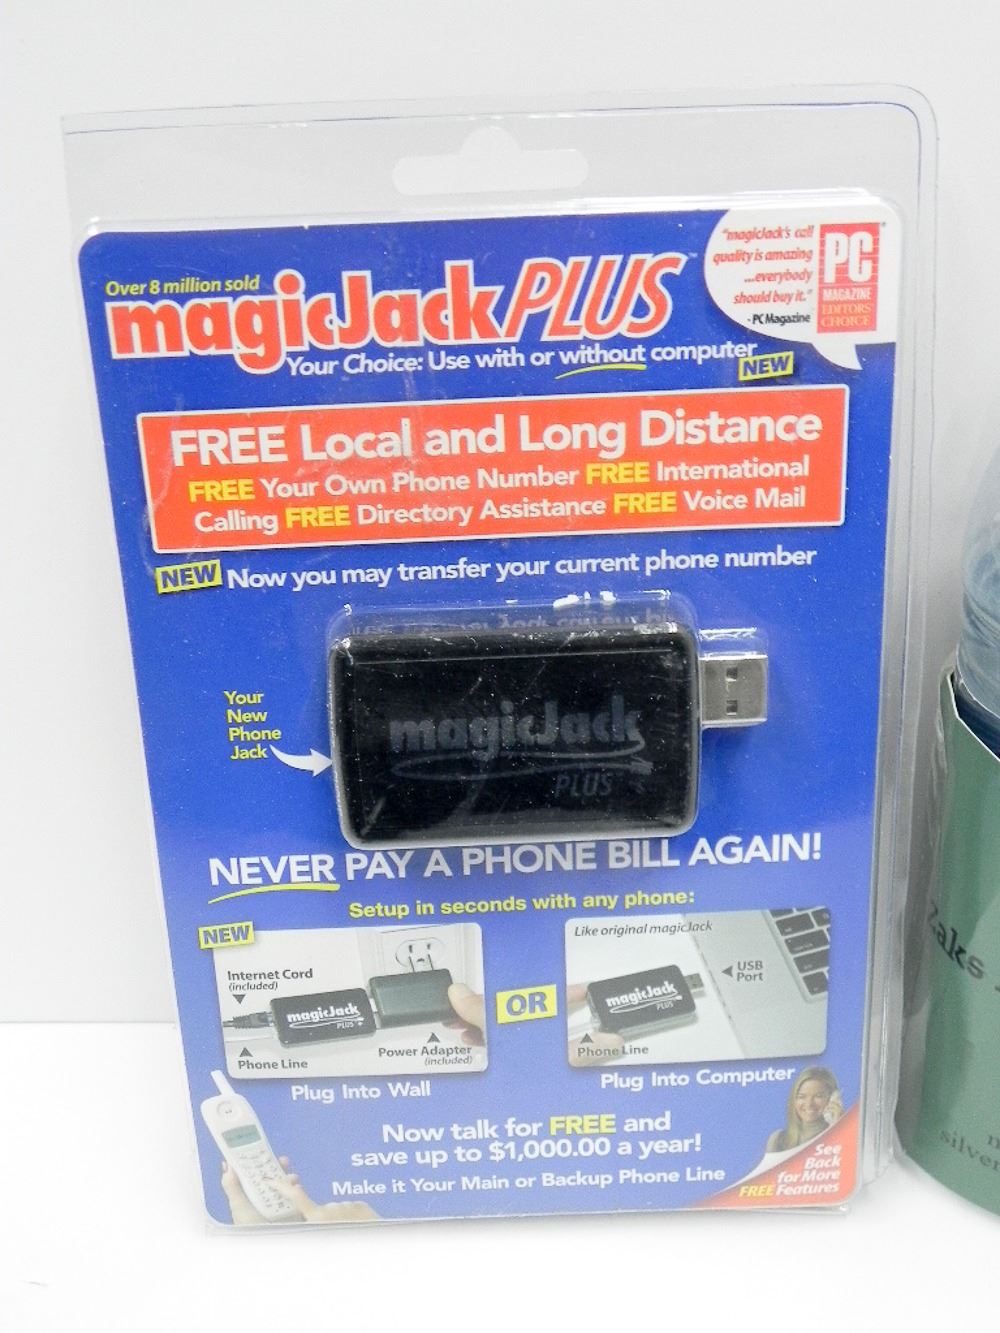 Over 8 million sold
magicJack PLUS™
Your Choice: Use with or without computer
NEW
"magicJack's call
quality is amazing
...everybody
should buy it."
- PC Magazine
PC®
MAGAZINE
EDITORS'
CHOICE
FREE Local and Long Distance
FREE Your Own Phone Number FREE International
Calling FREE Directory Assistance FREE Voice Mail
NEW Now you may transfer your current phone number
Your
New
Phone
Jack
magicJack
PLUS
NEVER PAY A PHONE BILL AGAIN!
Setup in seconds with any phone:
NEW
Internet Cord
(included)
magicJack
PLUS
Phone Line
Power Adapter
(included)
Plug Into Wall
OR
Like original magicJack
USB
Port
magicJack
PLUS
Phone Line
Plug Into Computer
Now talk for FREE and
save up to $1,000.00 a year!
Make it Your Main or Backup Phone Line
See
Back
for More
FREE Features